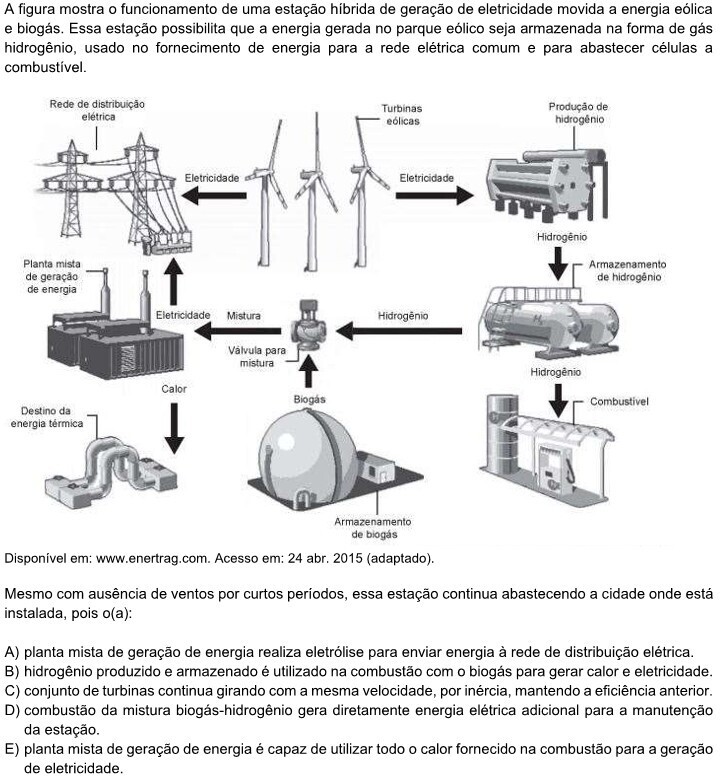 A figura mostra o funcionamento de uma estação híbrida de geração de eletricidade movida a energia eólica
e biogás. Essa estação possibilita que a energia gerada no parque eólico seja armazenada na forma de gás
hidrogênio, usado no fornecimento de energia para a rede elétrica comum e para abastecer células a
combustível.
Rede de distribuição
elétrica
Turbinas
eólicas
Produção de
hidrogênio
Eletricidade
Eletricidade
Hidrogênio
Planta mista
de geração
de energia
Armazenamento
de hidrogênio
Eletricidade
Mistura
Hidrogênio
Válvula para
mistura
H₂
Hidrogênio
Calor
Biogás
Combustível
Destino da
energia térmica
Armazenamento
de biogás
Disponível em: www.enertrag.com. Acesso em: 24 abr. 2015 (adaptado).
Mesmo com ausência de ventos por curtos períodos, essa estação continua abastecendo a cidade onde está
instalada, pois o(a):
A) planta mista de geração de energia realiza eletrólise para enviar energia à rede de distribuição elétrica.
B) hidrogênio produzido e armazenado é utilizado na combustão com o biogás para gerar calor e eletricidade.
C) conjunto de turbinas continua girando com a mesma velocidade, por inércia, mantendo a eficiência anterior.
D) combustão da mistura biogás-hidrogênio gera diretamente energia elétrica adicional para a manutenção
da estação.
E) planta mista de geração de energia é capaz de utilizar todo o calor fornecido na combustão para a geração
de eletricidade.